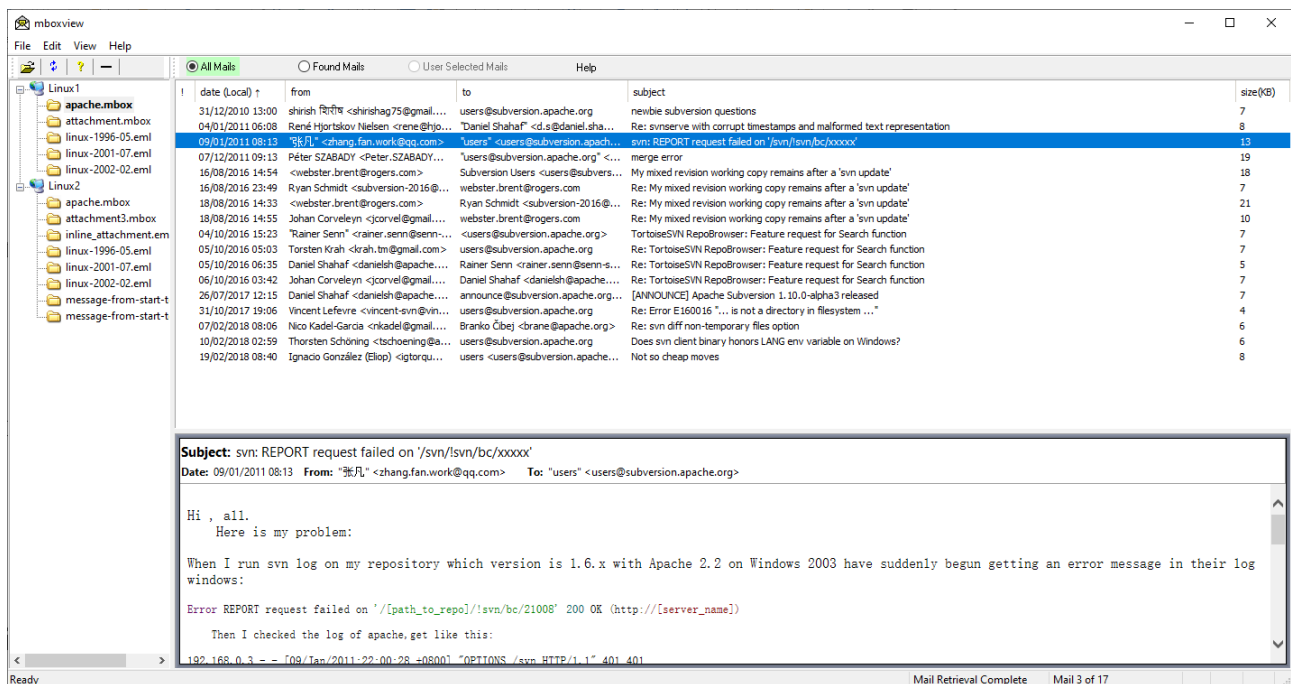 mboxview
File Edit View Help
All Mails Found Mails User Selected Mails Help
Linux1
apache.mbox
attachment.mbox
linux-1996-05.eml
linux-2001-07.eml
linux-2002-02.eml
Linux2
apache.mbox
attachment3.mbox
inline_attachment.em
linux-1996-05.eml
linux-2001-07.eml
linux-2002-02.eml
message-from-start-t
message-from-start-t
! date (Local) ↑ from to subject size(KB)
31/12/2010 13:00 shirish शिरीष <shirishag75@gmail.... users@subversion.apache.org newbie subversion questions 7
04/01/2011 06:08 René Hjortskov Nielsen <rene@hjo... "Daniel Shahaf" <d.s@daniel.sha... Re: svnserve with corrupt timestamps and malformed text representation 8
09/01/2011 08:13 "张凡" <zhang.fan.work@qq.com> "users" <users@subversion.apach... svn: REPORT request failed on '/svn/!svn/bc/xxxxx' 13
07/12/2011 09:13 Péter SZABADY <Peter.SZABADY... "users@subversion.apache.org" <... merge error 19
16/08/2016 14:54 <webster.brent@rogers.com> Subversion Users <users@subvers... My mixed revision working copy remains after a 'svn update' 18
16/08/2016 23:49 Ryan Schmidt <subversion-2016@... webster.brent@rogers.com Re: My mixed revision working copy remains after a 'svn update' 7
18/08/2016 14:33 <webster.brent@rogers.com> Ryan Schmidt <subversion-2016@... Re: My mixed revision working copy remains after a 'svn update' 21
18/08/2016 14:55 Johan Corveleyn <jcorvel@gmail.... webster.brent@rogers.com Re: My mixed revision working copy remains after a 'svn update' 10
04/10/2016 15:23 "Rainer Senn" <rainer.senn@senn-... <users@subversion.apache.org> TortoiseSVN RepoBrowser: Feature request for Search function 7
05/10/2016 05:03 Torsten Krah <krah.tm@gmail.com> users@subversion.apache.org Re: TortoiseSVN RepoBrowser: Feature request for Search function 7
05/10/2016 06:35 Daniel Shahaf <danielsh@apache.... Rainer Senn <rainer.senn@senn-s... Re: TortoiseSVN RepoBrowser: Feature request for Search function 5
06/10/2016 03:42 Johan Corveleyn <jcorvel@gmail.... Daniel Shahaf <danielsh@apache.... Re: TortoiseSVN RepoBrowser: Feature request for Search function 7
26/07/2017 12:15 Daniel Shahaf <danielsh@apache.... announce@subversion.apache.org... [ANNOUNCE] Apache Subversion 1.10.0-alpha3 released 7
31/10/2017 19:06 Vincent Lefevre <vincent-svn@vin... users@subversion.apache.org Re: Error E160016 "... is not a directory in filesystem ..." 4
07/02/2018 08:06 Nico Kadel-Garcia <nkadel@gmail.... Branko Čibej <brane@apache.org> Re: svn diff non-temporary files option 6
10/02/2018 02:59 Thorsten Schöning <tschoening@a... users@subversion.apache.org Does svn client binary honors LANG env variable on Windows? 6
19/02/2018 08:40 Ignacio González (Eliop) <igtorqu... users <users@subversion.apache... Not so cheap moves 8
Subject: svn: REPORT request failed on '/svn/!svn/bc/xxxxx'
Date: 09/01/2011 08:13 From: "张凡" <zhang.fan.work@qq.com> To: "users" <users@subversion.apache.org>
Hi , all.
Here is my problem:
When I run svn log on my repository which version is 1.6.x with Apache 2.2 on Windows 2003 have suddenly begun getting an error message in their log
windows:
Error REPORT request failed on '/[path_to_repo]/!svn/bc/21008' 200 OK (http://[server_name])
Then I checked the log of apache,get like this:
192.168.0.3 - - [09/Jan/2011:22:00:28 +0800] "OPTIONS /svn HTTP/1.1" 401 401
Ready Mail Retrieval Complete Mail 3 of 17